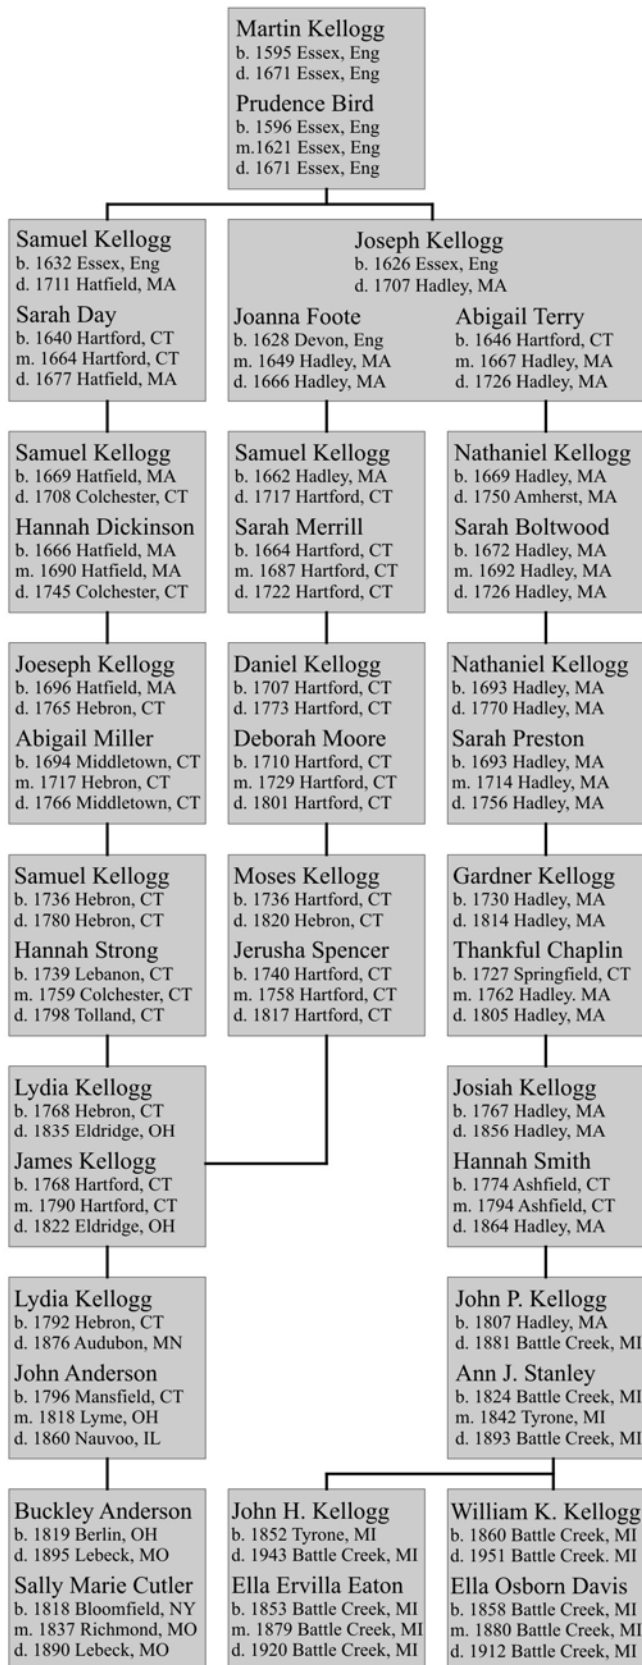 Martin Kellogg
b. 1595 Essex, Eng
d. 1671 Essex, Eng
Prudence Bird
b. 1596 Essex, Eng
m.1621 Essex, Eng
d. 1671 Essex, Eng
Samuel Kellogg
b. 1632 Essex, Eng
d. 1711 Hatfield, MA
Sarah Day
b. 1640 Hartford, CT
m. 1664 Hartford, CT
d. 1677 Hatfield, MA
Joseph Kellogg
b. 1626 Essex, Eng
d. 1707 Hadley, MA
Joanna Foote
b. 1628 Devon, Eng
m. 1649 Hadley, MA
d. 1666 Hadley, MA
Abigail Terry
b. 1646 Hartford, CT
m. 1667 Hadley, MA
d. 1726 Hadley, MA
Samuel Kellogg
b. 1669 Hatfield, MA
d. 1708 Colchester, CT
Hannah Dickinson
b. 1666 Hatfield, MA
m. 1690 Hatfield, MA
d. 1745 Colchester, CT
Samuel Kellogg
b. 1662 Hadley, MA
d. 1717 Hartford, CT
Sarah Merrill
b. 1664 Hartford, CT
m. 1687 Hartford, CT
d. 1722 Hartford, CT
Nathaniel Kellogg
b. 1669 Hadley, MA
d. 1750 Amherst, MA
Sarah Boltwood
b. 1672 Hadley, MA
m. 1692 Hadley, MA
d. 1726 Hadley, MA
Joeseph Kellogg
b. 1696 Hatfield, MA
d. 1765 Hebron, CT
Abigail Miller
b. 1694 Middletown, CT
m. 1717 Hebron, CT
d. 1766 Middletown, CT
Daniel Kellogg
b. 1707 Hartford, CT
d. 1773 Hartford, CT
Deborah Moore
b. 1710 Hartford, CT
m. 1729 Hartford, CT
d. 1801 Hartford, CT
Nathaniel Kellogg
b. 1693 Hadley, MA
d. 1770 Hadley, MA
Sarah Preston
b. 1693 Hadley, MA
m. 1714 Hadley, MA
d. 1756 Hadley, MA
Samuel Kellogg
b. 1736 Hebron, CT
d. 1780 Hebron, CT
Hannah Strong
b. 1739 Lebanon, CT
m. 1759 Colchester, CT
d. 1798 Tolland, CT
Moses Kellogg
b. 1736 Hartford, CT
d. 1820 Hebron, CT
Jerusha Spencer
b. 1740 Hartford, CT
m. 1758 Hartford, CT
d. 1817 Hartford, CT
Gardner Kellogg
b. 1730 Hadley, MA
d. 1814 Hadley, MA
Thankful Chaplin
b. 1727 Springfield, CT
m. 1762 Hadley. MA
d. 1805 Hadley, MA
Lydia Kellogg
b. 1768 Hebron, CT
d. 1835 Eldridge, OH
James Kellogg
b. 1768 Hartford, CT
m. 1790 Hartford, CT
d. 1822 Eldridge, OH
Josiah Kellogg
b. 1767 Hadley, MA
d. 1856 Hadley, MA
Hannah Smith
b. 1774 Ashfield, CT
m. 1794 Ashfield, CT
d. 1864 Hadley, MA
Lydia Kellogg
b. 1792 Hebron, CT
d. 1876 Audubon, MN
John Anderson
b. 1796 Mansfield, CT
m. 1818 Lyme, OH
d. 1860 Nauvoo, IL
John P. Kellogg
b. 1807 Hadley, MA
d. 1881 Battle Creek, MI
Ann J. Stanley
b. 1824 Battle Creek, MI
m. 1842 Tyrone, MI
d. 1893 Battle Creek, MI
Buckley Anderson
b. 1819 Berlin, OH
d. 1895 Lebeck, MO
Sally Marie Cutler
b. 1818 Bloomfield, NY
m. 1837 Richmond, MO
d. 1890 Lebeck, MO
John H. Kellogg
b. 1852 Tyrone, MI
d. 1943 Battle Creek, MI
Ella Ervilla Eaton
b. 1853 Battle Creek, MI
m. 1879 Battle Creek, MI
d. 1920 Battle Creek, MI
William K. Kellogg
b. 1860 Battle Creek, MI
d. 1951 Battle Creek. MI
Ella Osborn Davis
b. 1858 Battle Creek, MI
m. 1880 Battle Creek, MI
d. 1912 Battle Creek, MI